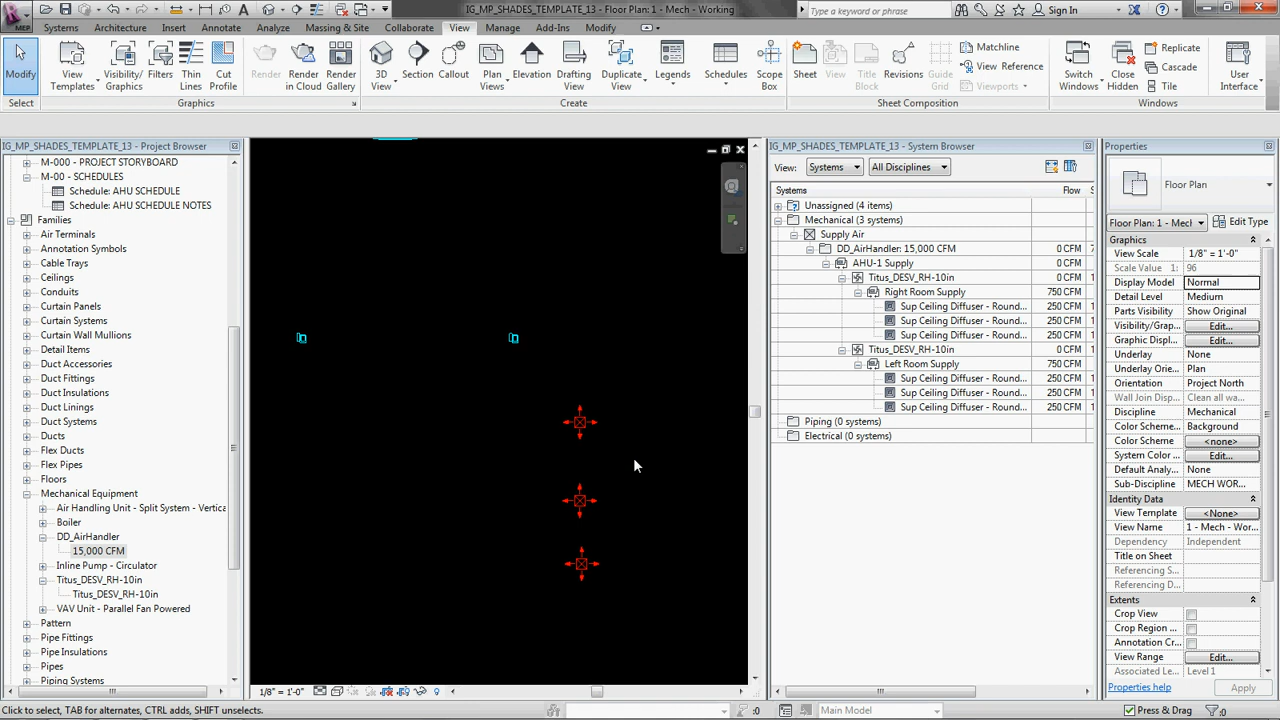 IG_MP_SHADES_TEMPLATE_13 - Floor Plan: 1 - Mech - Working
Type a keyword or phrase
Sign In
MEP
Systems Architecture Insert Annotate Analyze Massing & Site Collaborate View Manage Add-Ins Modify
Modify
View Templates
Visibility/ Graphics
Filters
Thin Lines
Cut Profile
Render
Render in Cloud
Render Gallery
3D View
Section
Callout
Plan Views
Elevation
Drafting View
Duplicate View
Legends
Schedules
Scope Box
Sheet
View
Title Block
Revisions
Guide Grid
Matchline
View Reference
Viewports
Switch Windows
Close Hidden
Replicate
Cascade
Tile
User Interface
Select Graphics Create Sheet Composition Windows
IG_MP_SHADES_TEMPLATE_13 - Project Browser
M-000 - PROJECT STORYBOARD
M-00 - SCHEDULES
Schedule: AHU SCHEDULE
Schedule: AHU SCHEDULE NOTES
Families
Air Terminals
Annotation Symbols
Cable Trays
Ceilings
Conduits
Curtain Panels
Curtain Systems
Curtain Wall Mullions
Detail Items
Duct Accessories
Duct Fittings
Duct Insulations
Duct Linings
Duct Systems
Ducts
Flex Ducts
Flex Pipes
Floors
Mechanical Equipment
Air Handling Unit - Split System - Vertica
Boiler
DD_AirHandler
15,000 CFM
Inline Pump - Circulator
Titus_DESV_RH-10in
Titus_DESV_RH-10in
VAV Unit - Parallel Fan Powered
Pattern
Pipe Fittings
Pipe Insulations
Pipes
Piping Systems
1/8" = 1'-0"
IG_MP_SHADES_TEMPLATE_13 - System Browser
View: Systems All Disciplines
Systems Flow S
Unassigned (4 items)
Mechanical (3 systems)
Supply Air
DD_AirHandler: 15,000 CFM 0 CFM 7
AHU-1 Supply 0 CFM
Titus_DESV_RH-10in 0 CFM 1
Right Room Supply 750 CFM
Sup Ceiling Diffuser - Round... 250 CFM 1
Sup Ceiling Diffuser - Round... 250 CFM 1
Sup Ceiling Diffuser - Round... 250 CFM 1
Titus_DESV_RH-10in 0 CFM 1
Left Room Supply 750 CFM
Sup Ceiling Diffuser - Round... 250 CFM 1
Sup Ceiling Diffuser - Round... 250 CFM 1
Sup Ceiling Diffuser - Round... 250 CFM 1
Piping (0 systems)
Electrical (0 systems)
Properties
Floor Plan
Floor Plan: 1 - Mech Edit Type
Graphics
View Scale 1/8" = 1'-0"
Scale Value 1: 96
Display Model Normal
Detail Level Medium
Parts Visibility Show Original
Visibility/Grap... Edit...
Graphic Displ... Edit...
Underlay None
Underlay Orie... Plan
Orientation Project North
Wall Join Displ... Clean all wa...
Discipline Mechanical
Color Scheme... Background
Color Scheme <none>
System Color ... Edit...
Default Analy... None
Sub-Discipline MECH WOR...
Identity Data
View Template <None>
View Name 1 - Mech - Wor...
Dependency Independent
Title on Sheet
Referencing S...
Referencing D...
Extents
Crop View
Crop Region ...
Annotation Cr...
View Range Edit...
Associated Le... Level 1
Properties help Apply
Click to select, TAB for alternates, CTRL adds, SHIFT unselects.
:0 Main Model Press & Drag :0